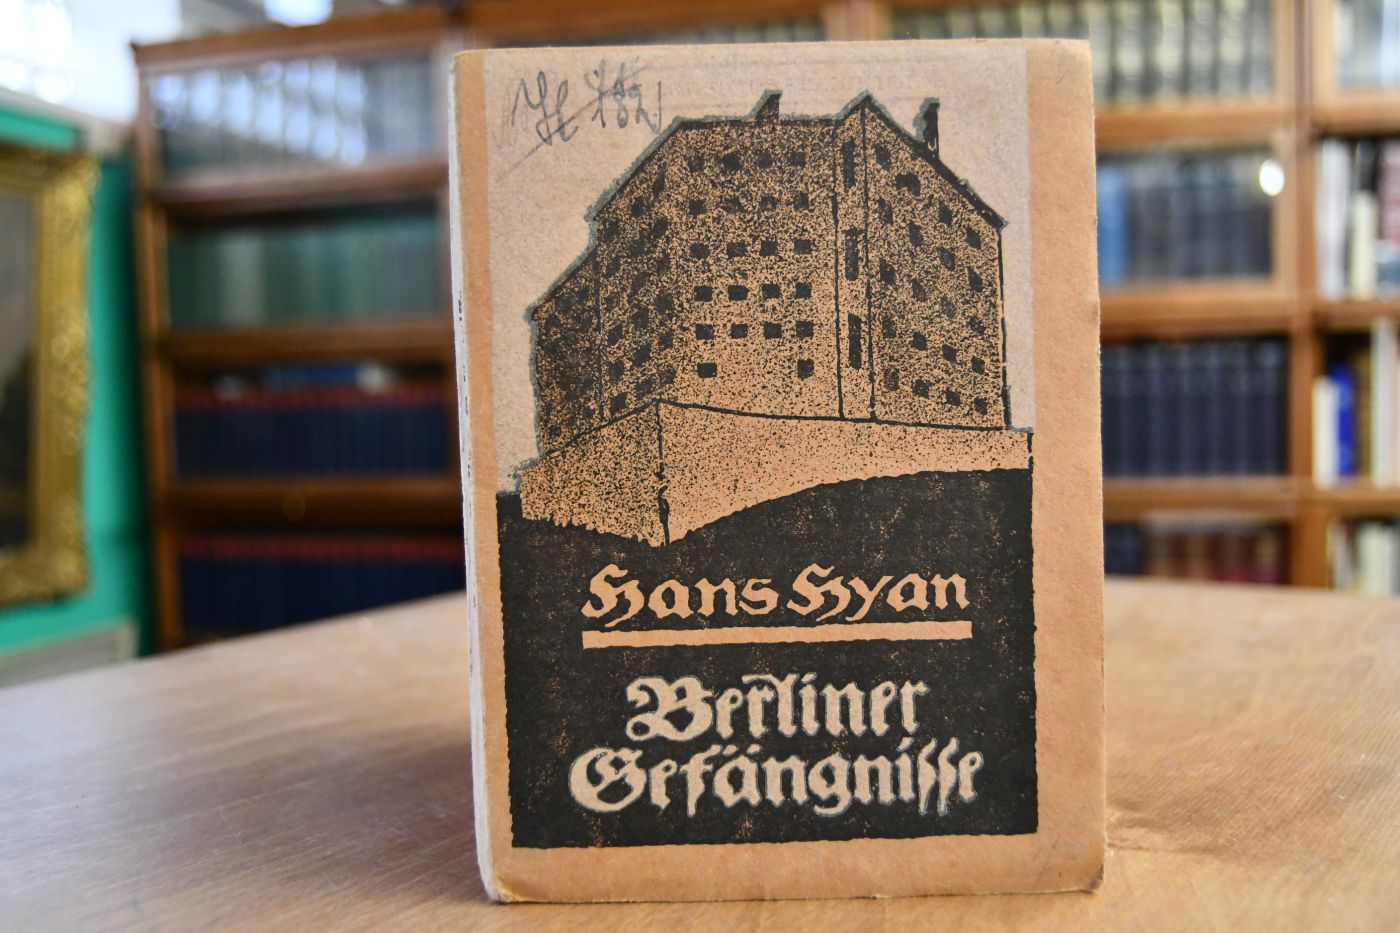 Hans Hyan
Berliner
Gefängnisse